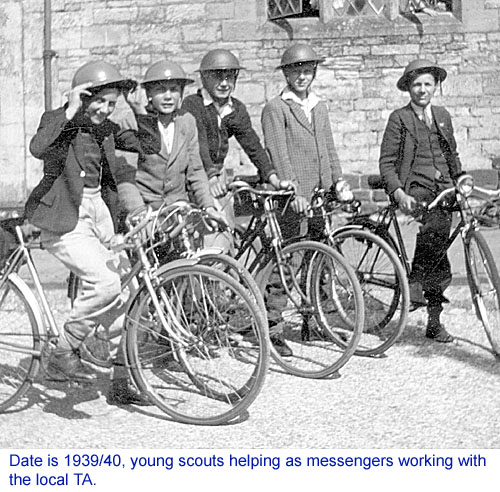 Date is 1939/40, young scouts helping as messengers working with
the local TA.